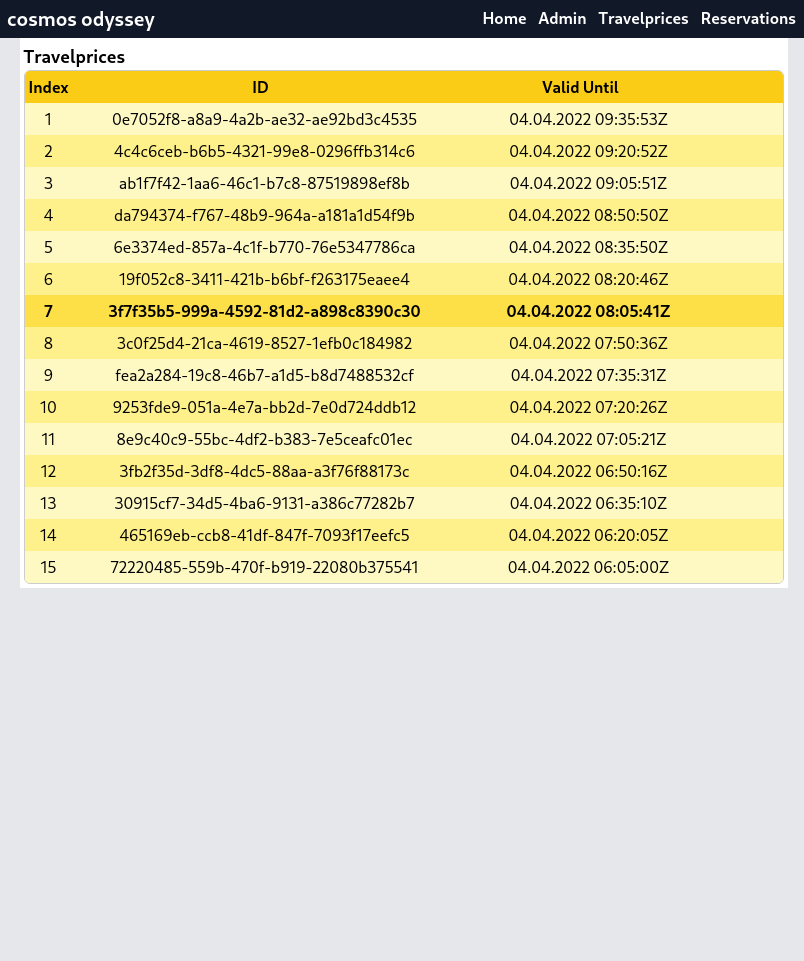 cosmos odyssey Home Admin Travelprices Reservations
Travelprices
Index ID Valid Until
1 0e7052f8-a8a9-4a2b-ae32-ae92bd3c4535 04.04.2022 09:35:53Z
2 4c4c6ceb-b6b5-4321-99e8-0296ffb314c6 04.04.2022 09:20:52Z
3 ab1f7f42-1aa6-46c1-b7c8-87519898ef8b 04.04.2022 09:05:51Z
4 da794374-f767-48b9-964a-a181a1d54f9b 04.04.2022 08:50:50Z
5 6e3374ed-857a-4c1f-b770-76e5347786ca 04.04.2022 08:35:50Z
6 19f052c8-3411-421b-b6bf-f263175eaee4 04.04.2022 08:20:46Z
7 3f7f35b5-999a-4592-81d2-a898c8390c30 04.04.2022 08:05:41Z
8 3c0f25d4-21ca-4619-8527-1efb0c184982 04.04.2022 07:50:36Z
9 fea2a284-19c8-46b7-a1d5-b8d7488532cf 04.04.2022 07:35:31Z
10 9253fde9-051a-4e7a-bb2d-7e0d724ddb12 04.04.2022 07:20:26Z
11 8e9c40c9-55bc-4df2-b383-7e5ceafc01ec 04.04.2022 07:05:21Z
12 3fb2f35d-3df8-4dc5-88aa-a3f76f88173c 04.04.2022 06:50:16Z
13 30915cf7-34d5-4ba6-9131-a386c77282b7 04.04.2022 06:35:10Z
14 465169eb-ccb8-41df-847f-7093f17eefc5 04.04.2022 06:20:05Z
15 72220485-559b-470f-b919-22080b375541 04.04.2022 06:05:00Z